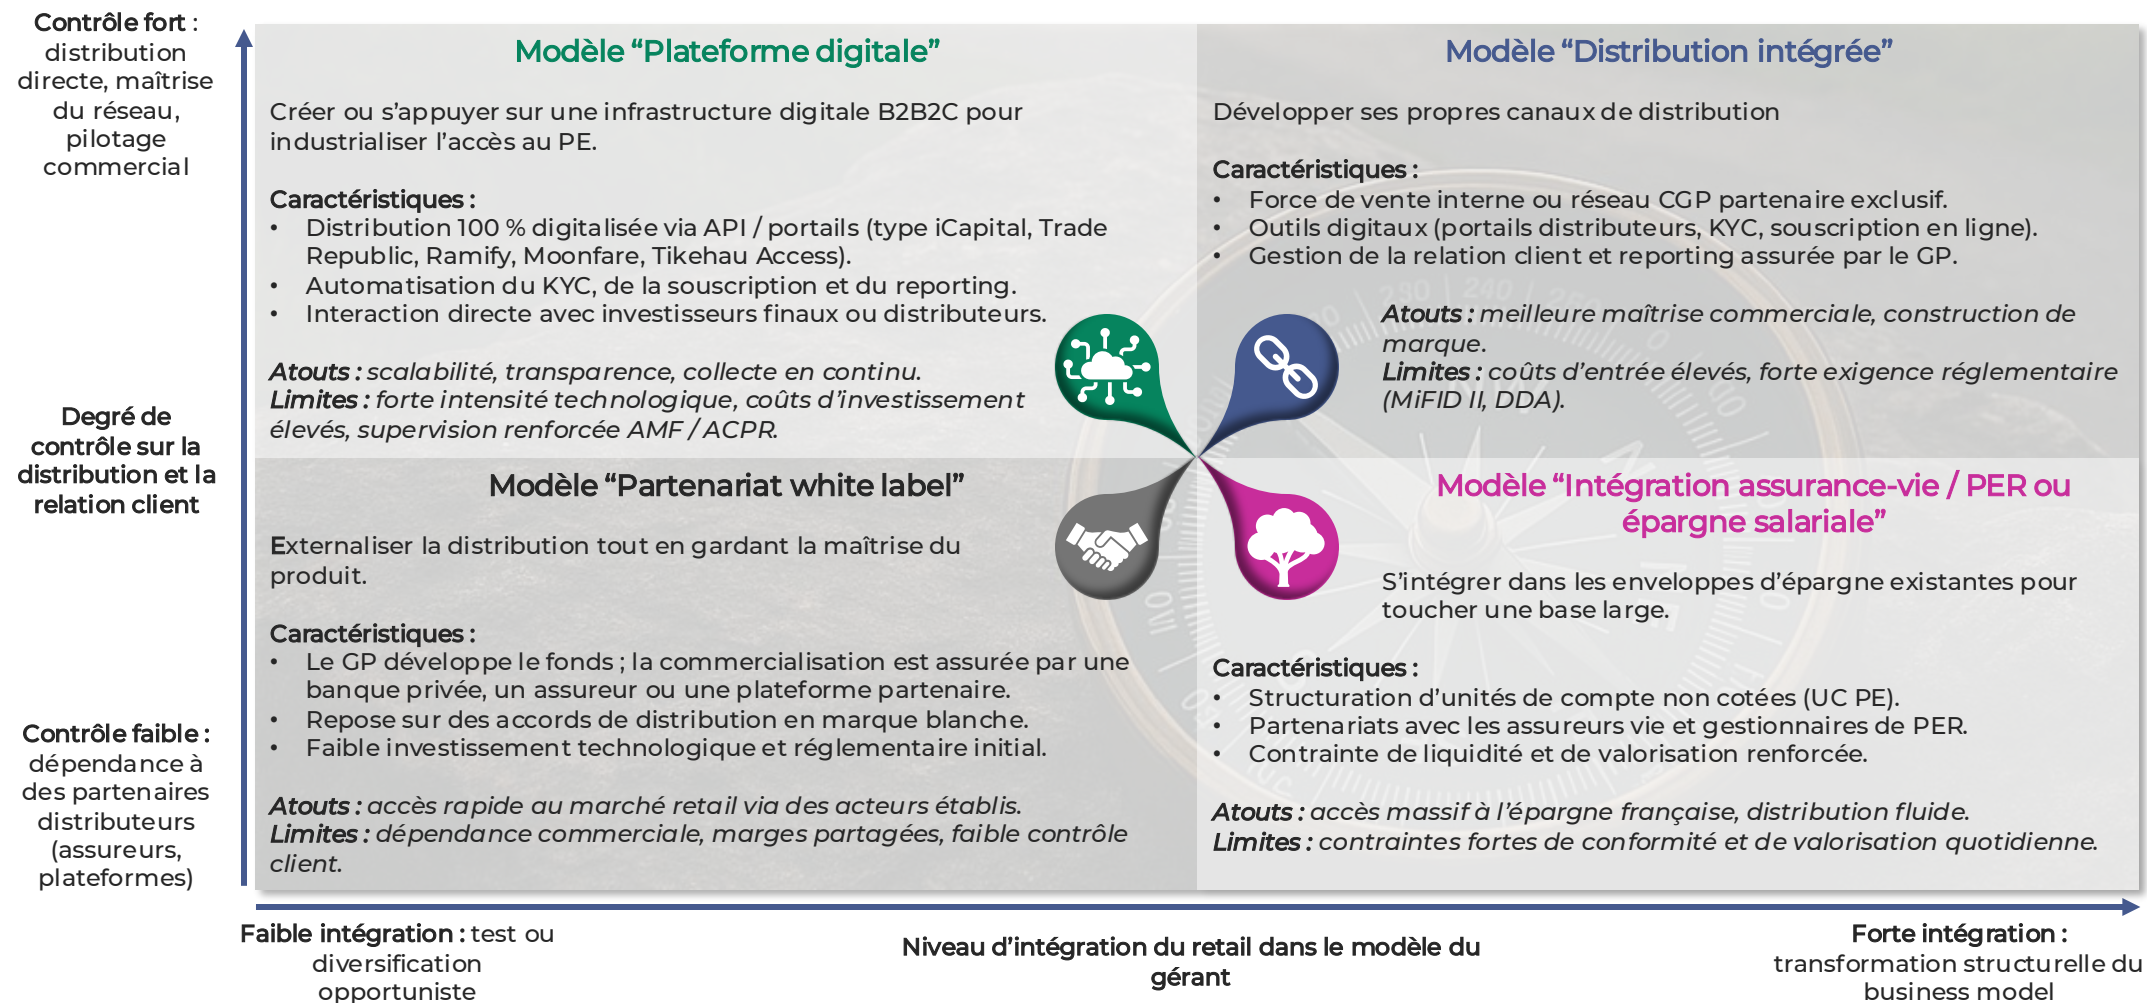 Contrôle fort :
distribution
directe, maîtrise
du réseau,
pilotage
commercial
Degré de
contrôle sur la
distribution et la
relation client
Contrôle faible :
dépendance à
des partenaires
distributeurs
(assureurs,
plateformes)
Modèle “Plateforme digitale”
Créer ou s’appuyer sur une infrastructure digitale B2B2C pour
industrialiser l’accès au PE.
Caractéristiques :
• Distribution 100 % digitalisée via API / portails (type iCapital, Trade
Republic, Ramify, Moonfare, Tikehau Access).
• Automatisation du KYC, de la souscription et du reporting.
• Interaction directe avec investisseurs finaux ou distributeurs.
Atouts : scalabilité, transparence, collecte en continu.
Limites : forte intensité technologique, coûts d’investissement
élevés, supervision renforcée AMF / ACPR.
Modèle “Distribution intégrée”
Développer ses propres canaux de distribution
Caractéristiques :
• Force de vente interne ou réseau CGP partenaire exclusif.
• Outils digitaux (portails distributeurs, KYC, souscription en ligne).
• Gestion de la relation client et reporting assurée par le GP.
Atouts : meilleure maîtrise commerciale, construction de
marque.
Limites : coûts d’entrée élevés, forte exigence réglementaire
(MiFID II, DDA).
Modèle “Partenariat white label”
Externaliser la distribution tout en gardant la maîtrise du
produit.
Caractéristiques :
• Le GP développe le fonds ; la commercialisation est assurée par une
banque privée, un assureur ou une plateforme partenaire.
• Repose sur des accords de distribution en marque blanche.
• Faible investissement technologique et réglementaire initial.
Atouts : accès rapide au marché retail via des acteurs établis.
Limites : dépendance commerciale, marges partagées, faible contrôle
client.
Modèle “Intégration assurance-vie / PER ou
épargne salariale”
S’intégrer dans les enveloppes d’épargne existantes pour
toucher une base large.
Caractéristiques :
• Structuration d’unités de compte non cotées (UC PE).
• Partenariats avec les assureurs vie et gestionnaires de PER.
• Contrainte de liquidité et de valorisation renforcée.
Atouts : accès massif à l’épargne française, distribution fluide.
Limites : contraintes fortes de conformité et de valorisation quotidienne.
Faible intégration : test ou
diversification
opportuniste
Niveau d’intégration du retail dans le modèle du
gérant
Forte intégration :
transformation structurelle du
business model